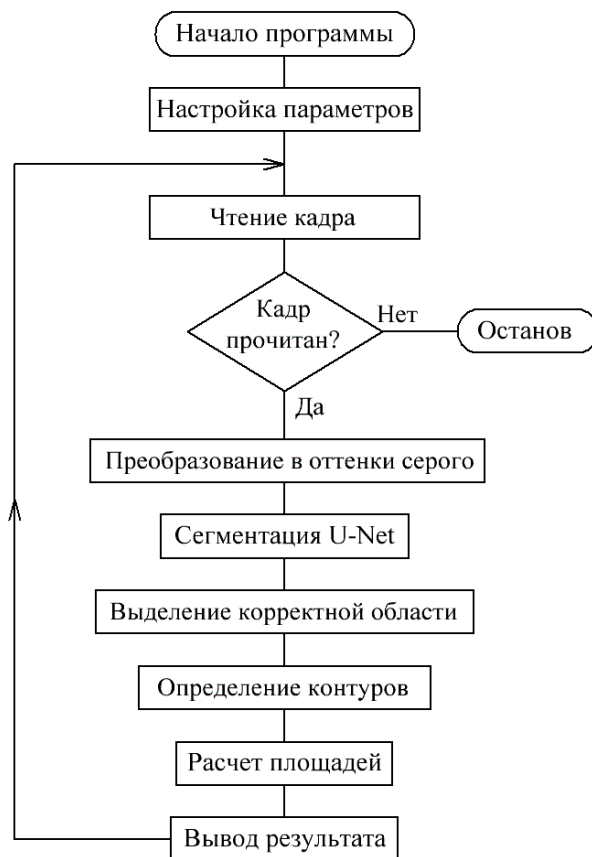 Начало программы
Настройка параметров
Чтение кадра
Кадр
прочитан?
Нет
Останов
Да
Преобразование в оттенки серого
Сегментация U-Net
Выделение корректной области
Определение контуров
Расчет площадей
Вывод результата